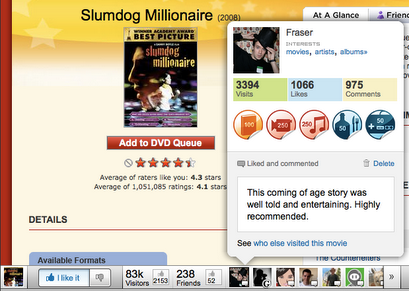 Slumdog Millionaire (2008)
At A Glance
WINNER ACADEMY AWARD
BEST PICTURE
slumdog
millionaire
Add to DVD Queue
Average of raters like you: 4.3 stars
Average of 1,051,085 ratings: 4.1 stars
DETAILS
Available Formats
Fraser
INTERESTS
movies, artists, albums»
3394
Visits
1066
Likes
975
Comments
100
250
250
50
50
Liked and commented
Delete
This coming of age story was
well told and entertaining. Highly
recommended.
See who else visited this movie
The Counterfeiters
I like it
83k
Visitors
2153
238
Friends
52
»